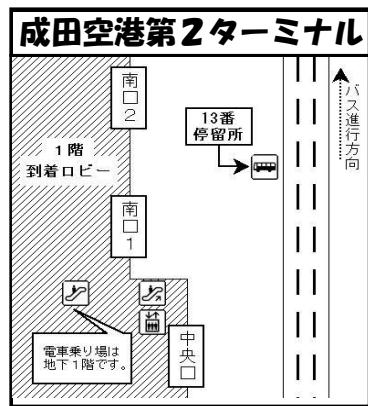 成田空港第2ターミナル
南口2
13番
停留所
バス進行方向
1階
到着ロビー
南口1
中央口
電車乗り場は
地下1階です。